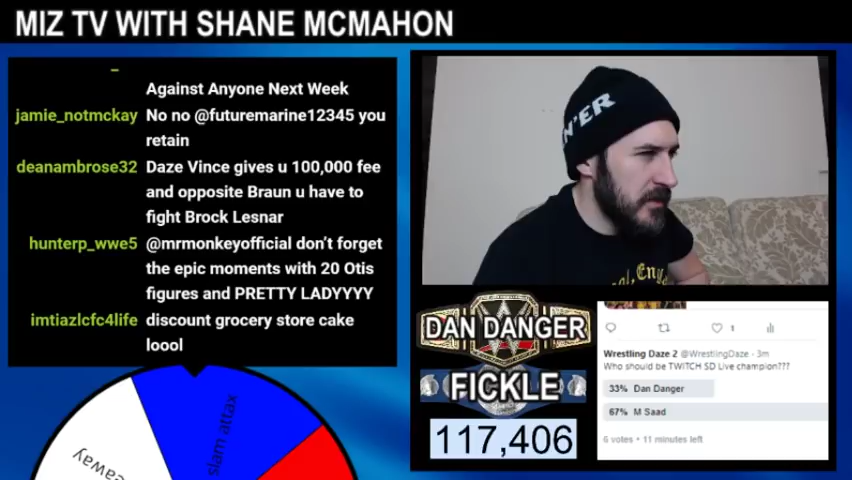 MIZ TV WITH SHANE MCMAHON
Against Anyone Next Week
jamie_notmckay No no @futuremarine12345 you
retain
deanambrose32 Daze Vince gives u 100,000 fee
and opposite Braun u have to
fight Brock Lesnar
hunterp_wwe5 @mrmonkeyofficial don't forget
the epic moments with 20 Otis
figures and PRETTY LADYYYY
imtiazlcfc4life discount grocery store cake
loool
eaway
slam attax
N'ER
DAN DANGER
FICKLE
117,406
1
Wrestling Daze 2 @WrestlingDaze · 3m
Who should be TWITCH SD Live champion???
33% Dan Danger
67% M Saad
6 votes · 11 minutes left